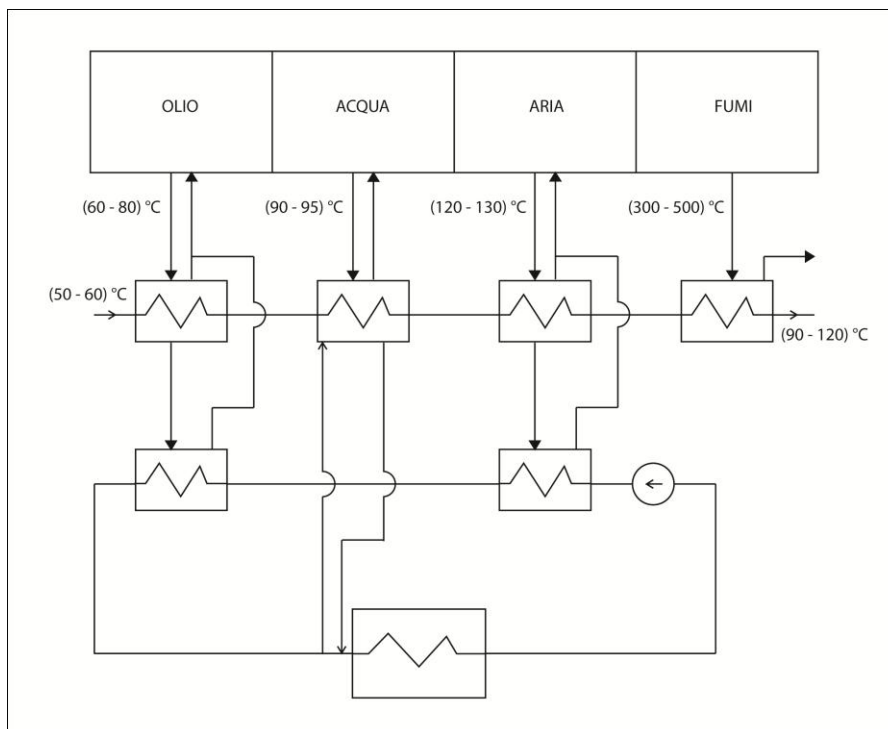 OLIO
ACQUA
ARIA
FUMI
(60 - 80) °C
(90 - 95) °C
(120 - 130) °C
(300 - 500) °C
(50 - 60) °C
(90 - 120) °C